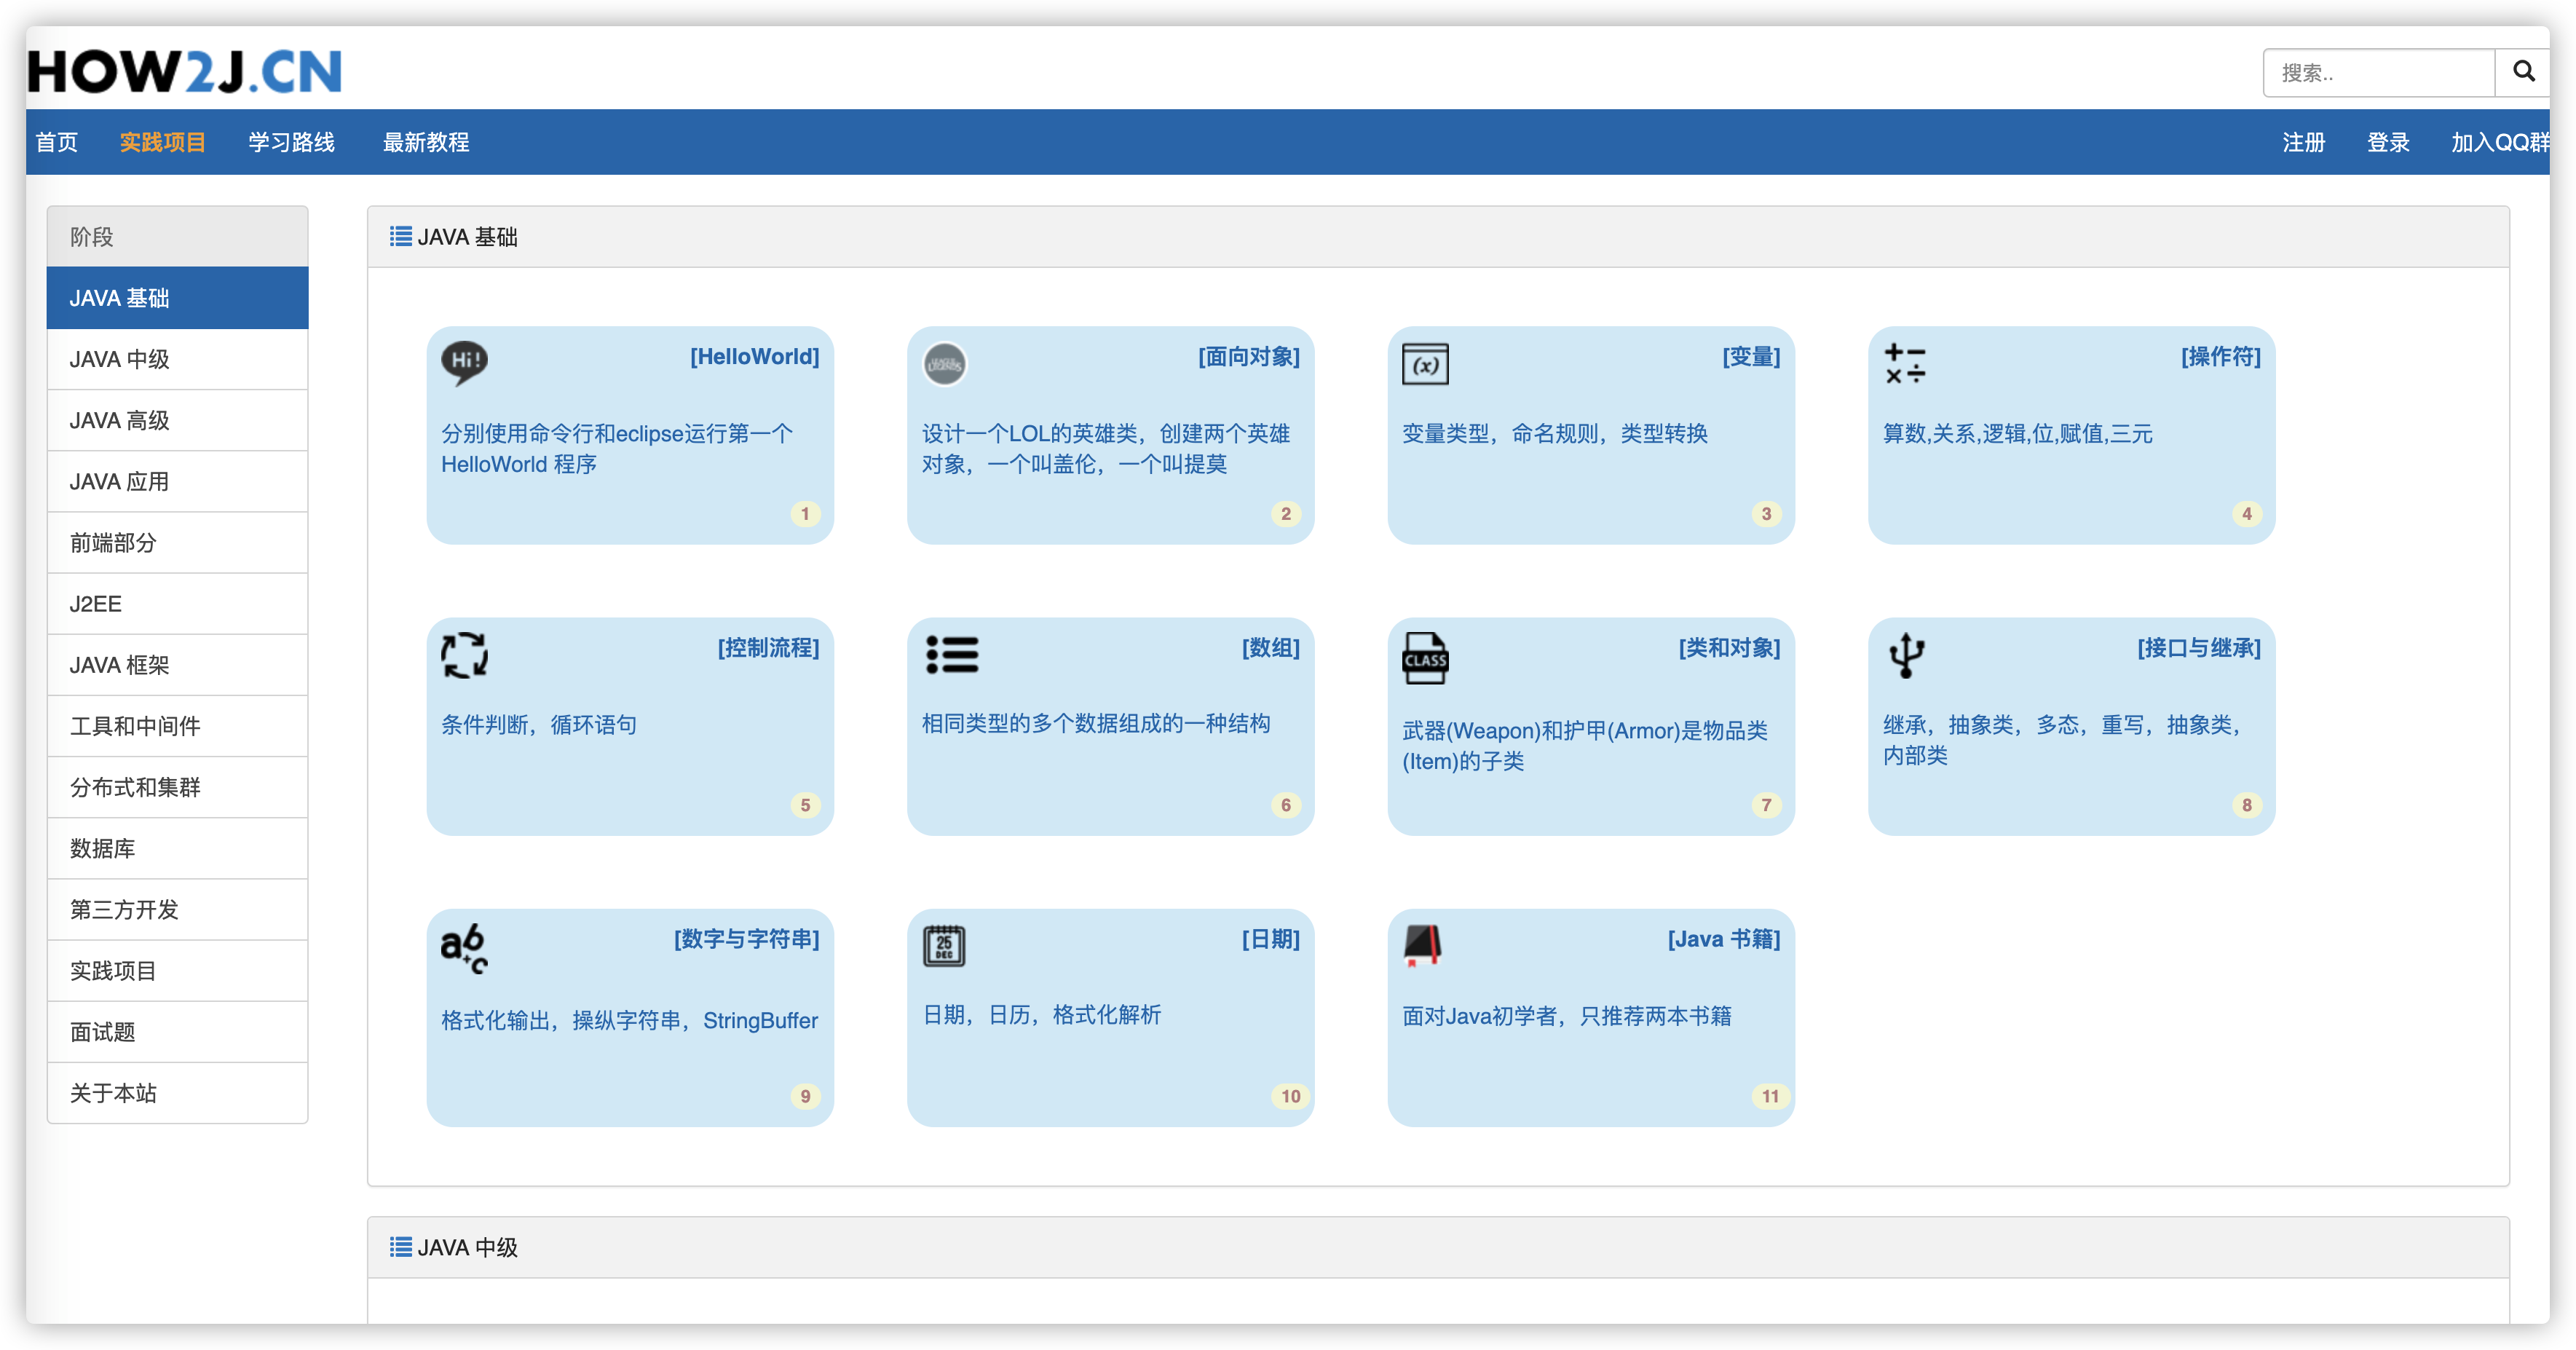 HOW2J.CN
搜索..
首页 实践项目 学习路线 最新教程 注册 登录 加入QQ群
阶段
JAVA 基础
JAVA 中级
JAVA 高级
JAVA 应用
前端部分
J2EE
JAVA 框架
工具和中间件
分布式和集群
数据库
第三方开发
实践项目
面试题
关于本站
JAVA 基础
Hi!
[HelloWorld]
分别使用命令行和eclipse运行第一个
HelloWorld 程序
1
[面向对象]
设计一个LOL的英雄类，创建两个英雄
对象，一个叫盖伦，一个叫提莫
2
(x)
[变量]
变量类型，命名规则，类型转换
3
[操作符]
算数,关系,逻辑,位,赋值,三元
4
[控制流程]
条件判断，循环语句
5
[数组]
相同类型的多个数据组成的一种结构
6
CLASS
[类和对象]
武器(Weapon)和护甲(Armor)是物品类
(Item)的子类
7
[接口与继承]
继承，抽象类，多态，重写，抽象类，
内部类
8
ab+c
[数字与字符串]
格式化输出，操纵字符串，StringBuffer
9
25
DEC
[日期]
日期，日历，格式化解析
10
[Java 书籍]
面对Java初学者，只推荐两本书籍
11
JAVA 中级